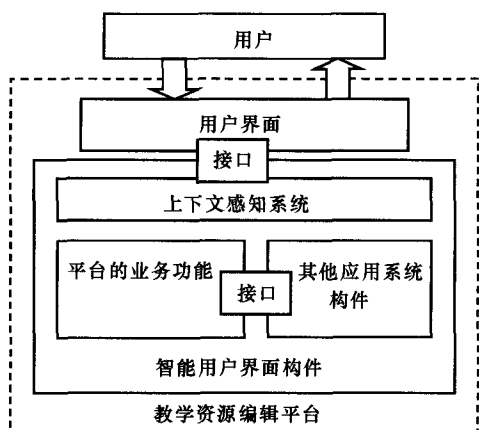 用户
用户界面
接口
上下文感知系统
平台的业务功能
接口
其他应用系统
构件
智能用户界面构件
教学资源编辑平台